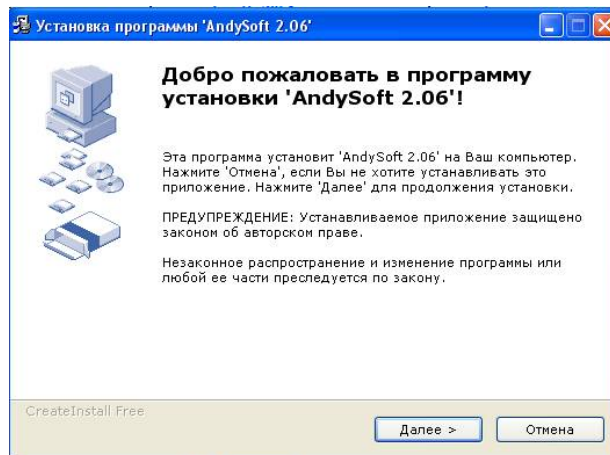 Установка программы 'AndySoft 2.06'
Добро пожаловать в программу
установки 'AndySoft 2.06'!
Эта программа установит 'AndySoft 2.06' на Ваш компьютер.
Нажмите 'Отмена', если Вы не хотите устанавливать это
приложение. Нажмите 'Далее' для продолжения установки.
ПРЕДУПРЕЖДЕНИЕ: Устанавливаемое приложение защищено
законом об авторском праве.
Незаконное распространение и изменение программы или
любой ее части преследуется по закону.
CreateInstall Free
Далее >
Отмена